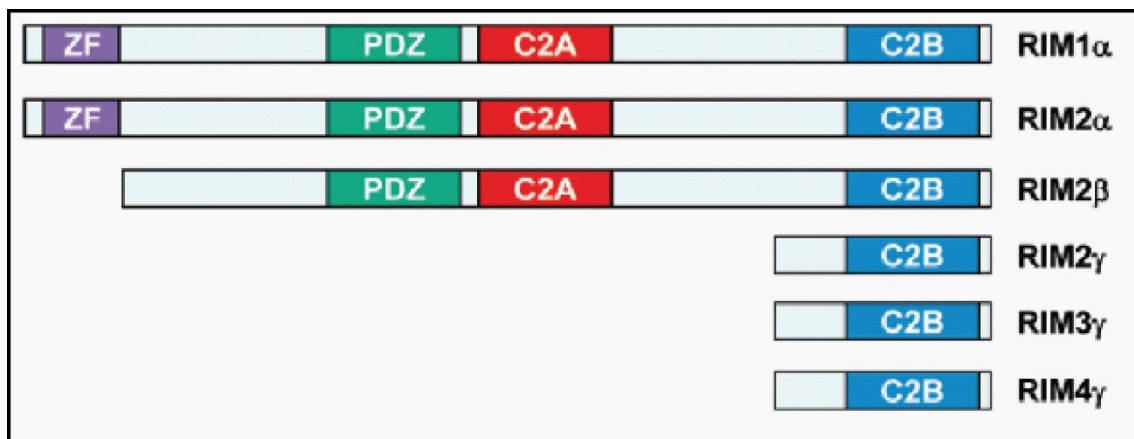 ZF PDZ C2A C2B RIM1α
ZF PDZ C2A C2B RIM2α
PDZ C2A C2B RIM2β
C2B RIM2γ
C2B RIM3γ
C2B RIM4γ